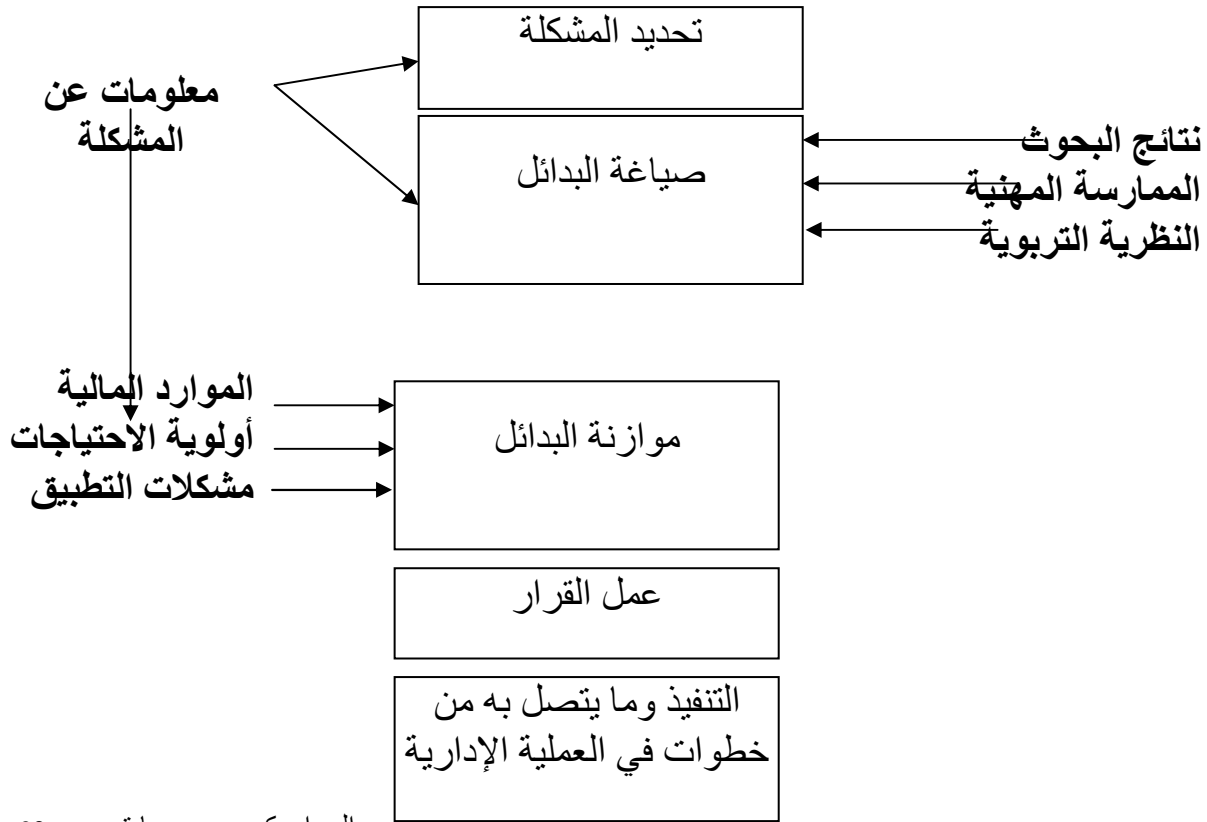 تحديد المشكلة
معلومات عن
المشكلة
صياغة البدائل
نتائج البحوث
الممارسة المهنية
النظرية التربوية
الموارد المالية
أولوية الاحتياجات
مشكلات التطبيق
موازنة البدائل
عمل القرار
التنفيذ وما يتصل به من
خطوات في العملية الإدارية